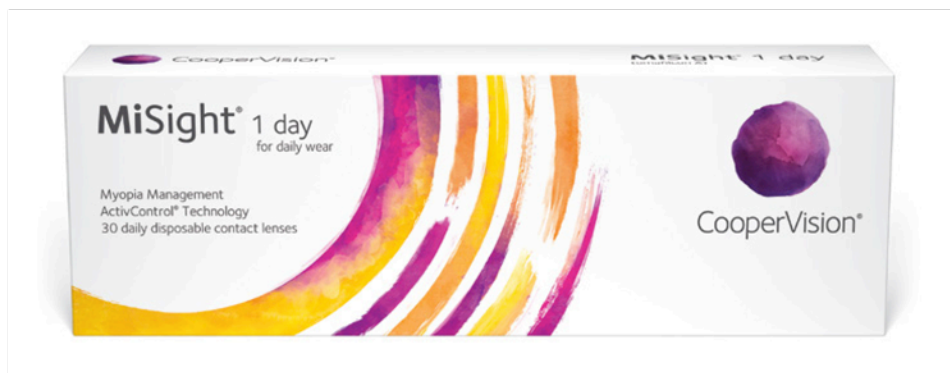 CooperVision®
MiSight® 1 day
MiSight® 1 day
for daily wear
Myopia Management
ActivControl® Technology
30 daily disposable contact lenses
CooperVision®